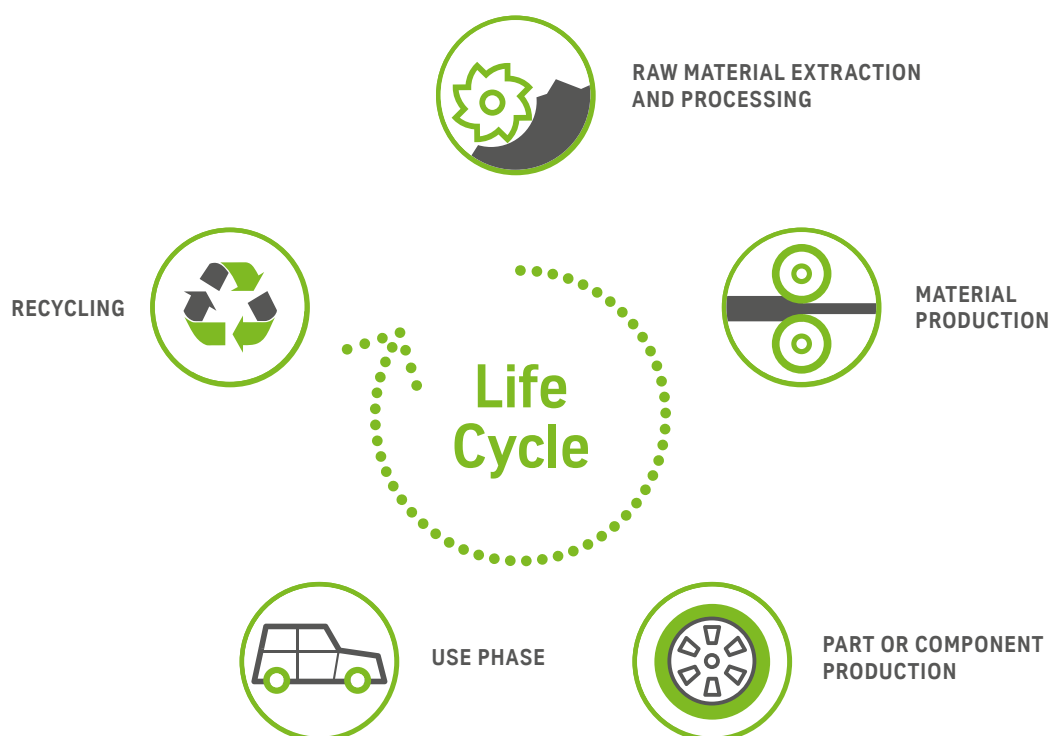 RAW MATERIAL EXTRACTION
AND PROCESSING
MATERIAL
PRODUCTION
RECYCLING
Life
Cycle
USE PHASE
PART OR COMPONENT
PRODUCTION